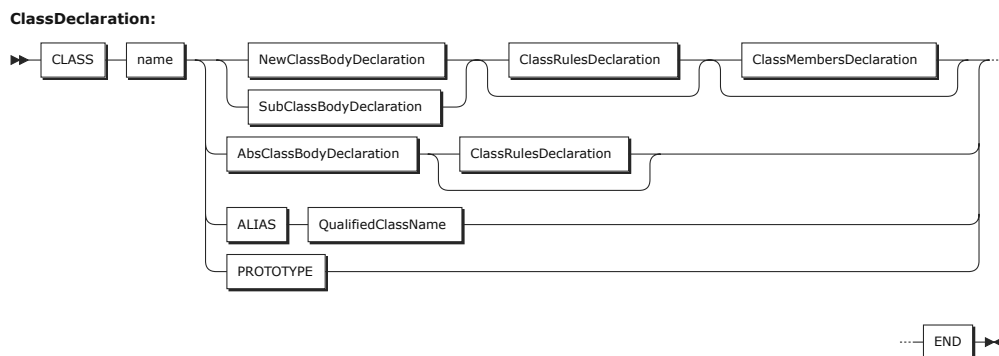 ClassDeclaration:
CLASS name NewClassBodyDeclaration ClassRulesDeclaration ClassMembersDeclaration
SubClassBodyDeclaration
AbsClassBodyDeclaration ClassRulesDeclaration
ALIAS QualifiedClassName
PROTOTYPE
END